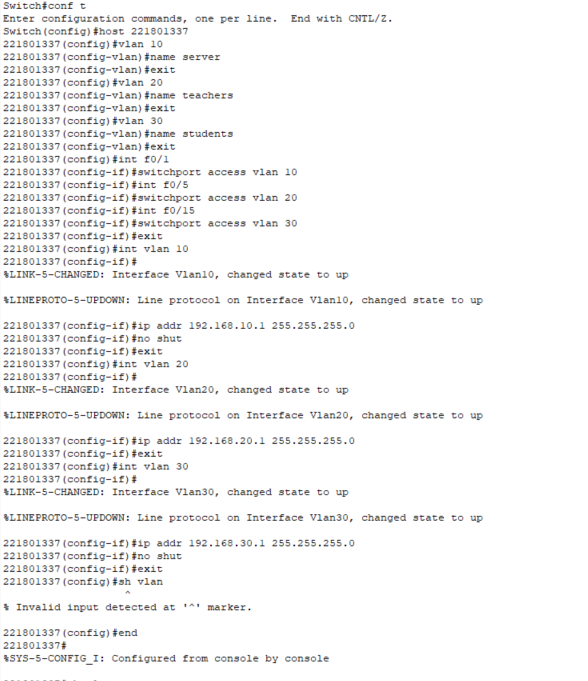 Switch#conf t
Enter configuration commands, one per line.  End with CNTL/Z.
Switch(config)#host 221801337
221801337(config)#vlan 10
221801337(config-vlan)#name server
221801337(config-vlan)#exit
221801337(config)#vlan 20
221801337(config-vlan)#name teachers
221801337(config-vlan)#exit
221801337(config)#vlan 30
221801337(config-vlan)#name students
221801337(config-vlan)#exit
221801337(config)#int f0/1
221801337(config-if)#switchport access vlan 10
221801337(config-if)#int f0/5
221801337(config-if)#switchport access vlan 20
221801337(config-if)#int f0/15
221801337(config-if)#switchport access vlan 30
221801337(config-if)#exit
221801337(config)#int vlan 10
221801337(config-if)#
%LINK-5-CHANGED: Interface Vlan10, changed state to up
%LINEPROTO-5-UPDOWN: Line protocol on Interface Vlan10, changed state to up
221801337(config-if)#ip addr 192.168.10.1 255.255.255.0
221801337(config-if)#no shut
221801337(config-if)#exit
221801337(config)#int vlan 20
221801337(config-if)#
%LINK-5-CHANGED: Interface Vlan20, changed state to up
%LINEPROTO-5-UPDOWN: Line protocol on Interface Vlan20, changed state to up
221801337(config-if)#ip addr 192.168.20.1 255.255.255.0
221801337(config-if)#exit
221801337(config)#int vlan 30
221801337(config-if)#
%LINK-5-CHANGED: Interface Vlan30, changed state to up
%LINEPROTO-5-UPDOWN: Line protocol on Interface Vlan30, changed state to up
221801337(config-if)#ip addr 192.168.30.1 255.255.255.0
221801337(config-if)#no shut
221801337(config-if)#exit
221801337(config)#sh vlan
^
% Invalid input detected at '^' marker.
221801337(config)#end
221801337#
%SYS-5-CONFIG_I: Configured from console by console